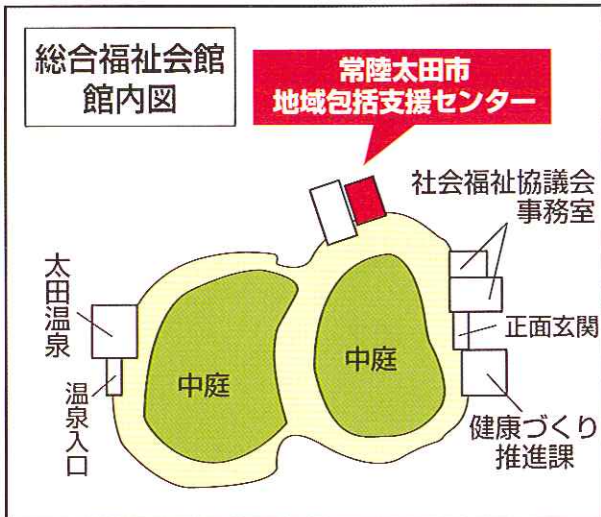 総合福祉会館
館内図
常陸太田市
地域包括支援センター
社会福祉協議会
事務室
太田温泉
正面玄関
中庭
中庭
温泉入口
健康づくり
推進課